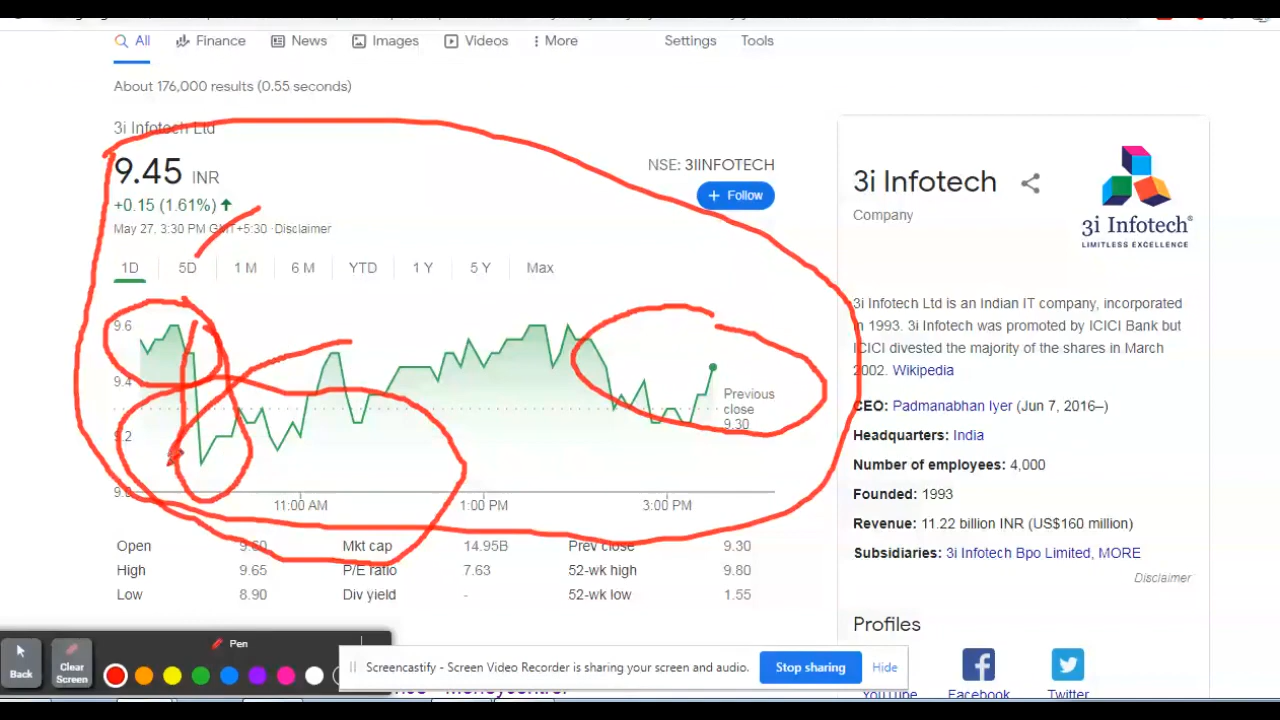 All Finance News Images Videos More Settings Tools
About 176,000 results (0.55 seconds)
3i Infotech Ltd
9.45 INR
+0.15 (1.61%)
May 27, 3:30 PM GMT+5:30 · Disclaimer
NSE: 3IINFOTECH
+ Follow
1D 5D 1 M 6 M YTD 1 Y 5 Y Max
9.6
9.4
9.2
9.0
Previous
close
9.30
11:00 AM 1:00 PM 3:00 PM
Open 9.60 Mkt cap 14.95B Prev close 9.30
High 9.65 P/E ratio 7.63 52-wk high 9.80
Low 8.90 Div yield - 52-wk low 1.55
3i Infotech
Company
3i Infotech
LIMITLESS EXCELLENCE
3i Infotech Ltd is an Indian IT company, incorporated
in 1993. 3i Infotech was promoted by ICICI Bank but
ICICI divested the majority of the shares in March
2002. Wikipedia
CEO: Padmanabhan Iyer (Jun 7, 2016–)
Headquarters: India
Number of employees: 4,000
Founded: 1993
Revenue: 11.22 billion INR (US$160 million)
Subsidiaries: 3i Infotech Bpo Limited, MORE
Disclaimer
Profiles
YouTube Facebook Twitter
Pen
Back
Clear
Screen
Screencastify - Screen Video Recorder is sharing your screen and audio.
Stop sharing
Hide